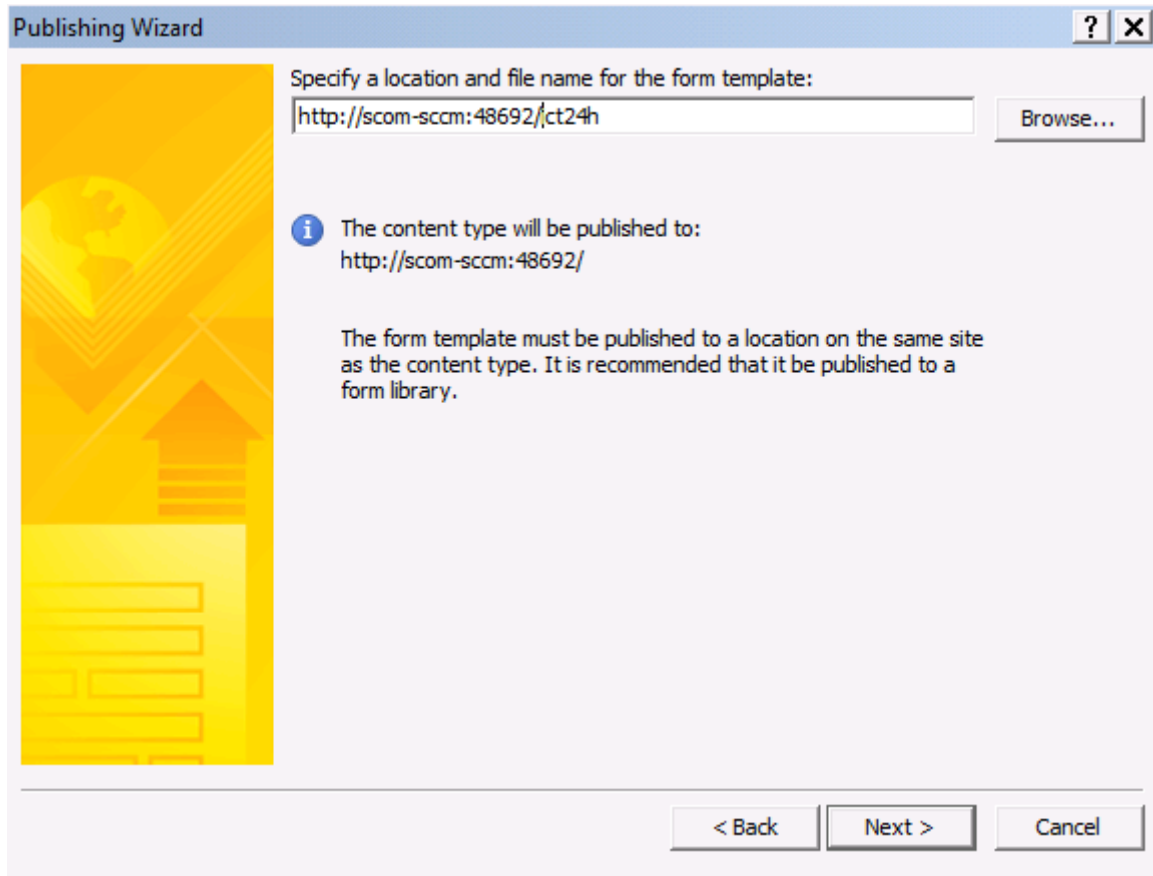 Publishing Wizard
Specify a location and file name for the form template:
http://scom-sccm:48692/ct24h
Browse...
The content type will be published to:
http://scom-sccm:48692/
The form template must be published to a location on the same site
as the content type. It is recommended that it be published to a
form library.
< Back
Next >
Cancel